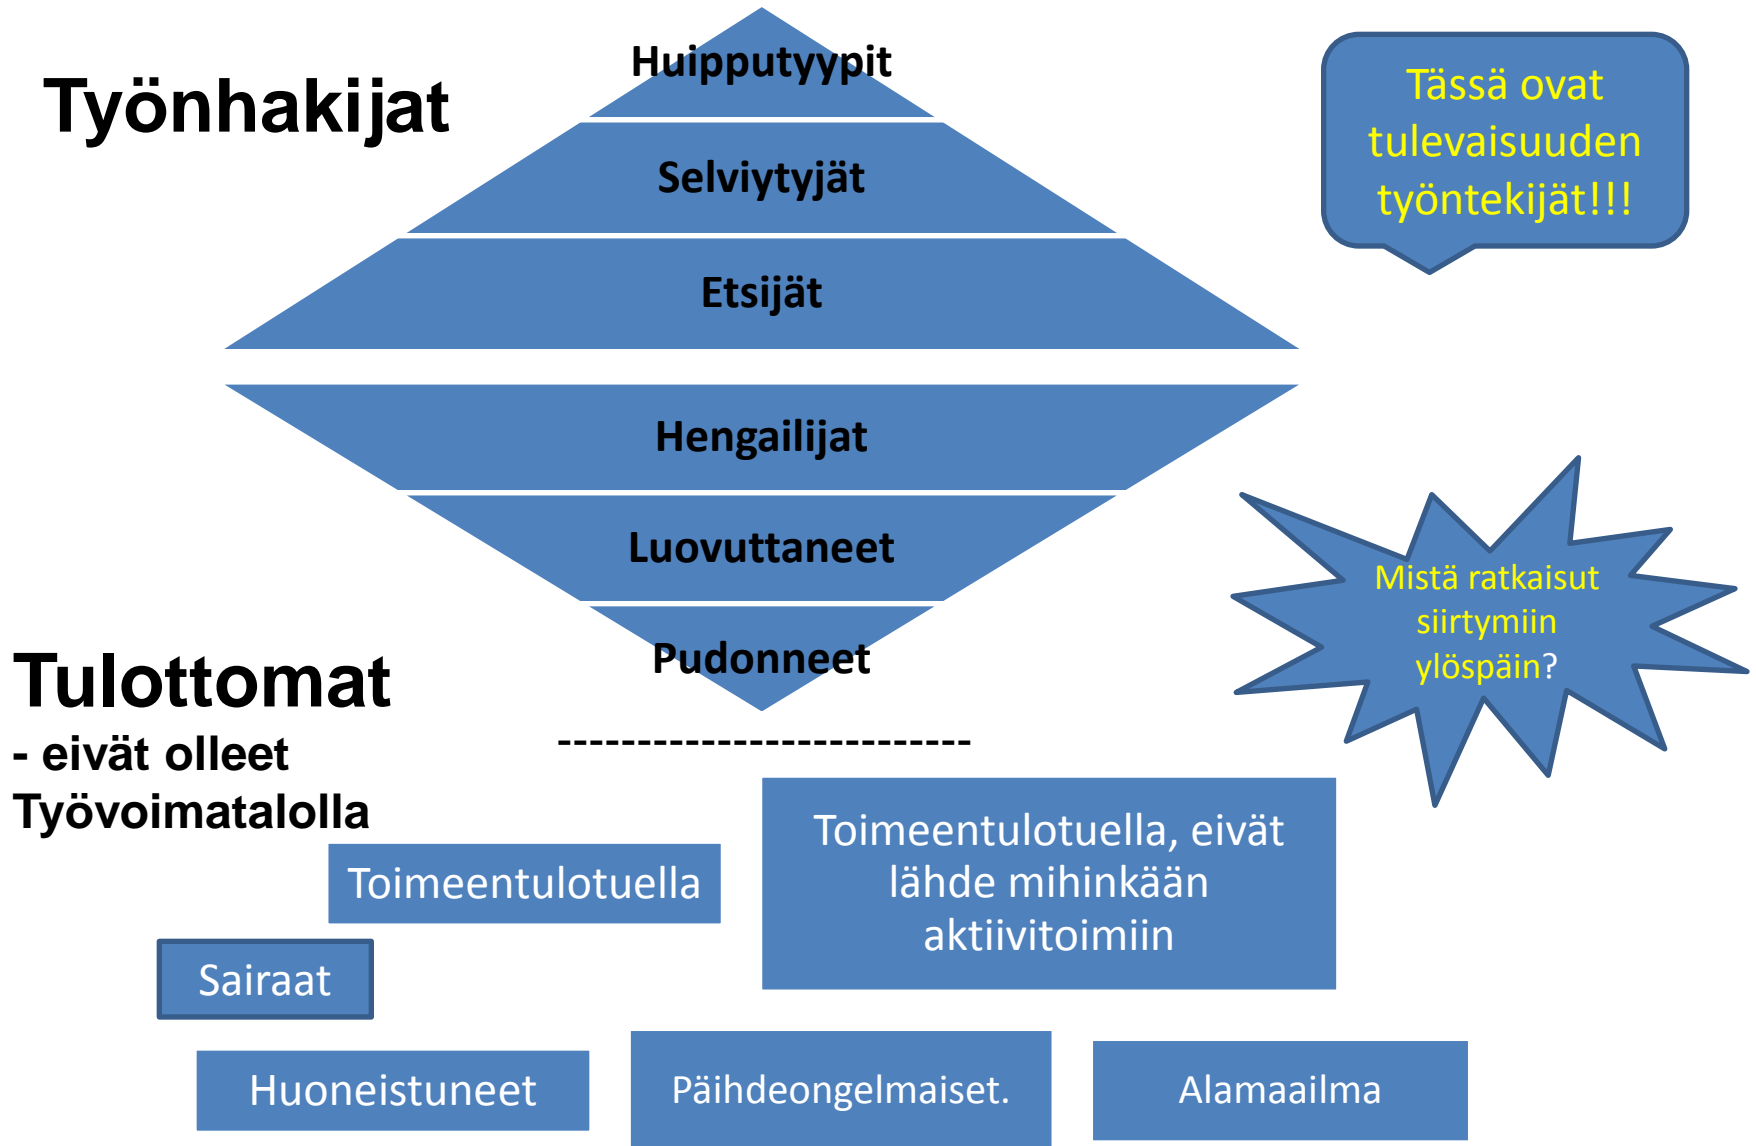 Työnhakijat
Huipputyypit
Selviytyjät
Etsijät
Tässä ovat
tulevaisuuden
työntekijät!!!
Hengailijat
Luovuttaneet
Pudonneet
Mistä ratkaisut
siirtymiin
ylöspäin?
Tulottomat
- eivät olleet
Työvoimatalolla
--------------------------
Toimeentulotuella
Toimeentulotuella, eivät
lähde mihinkään
aktiivitoimiin
Sairaat
Huoneistuneet
Päihdeongelmaiset.
Alamaailma